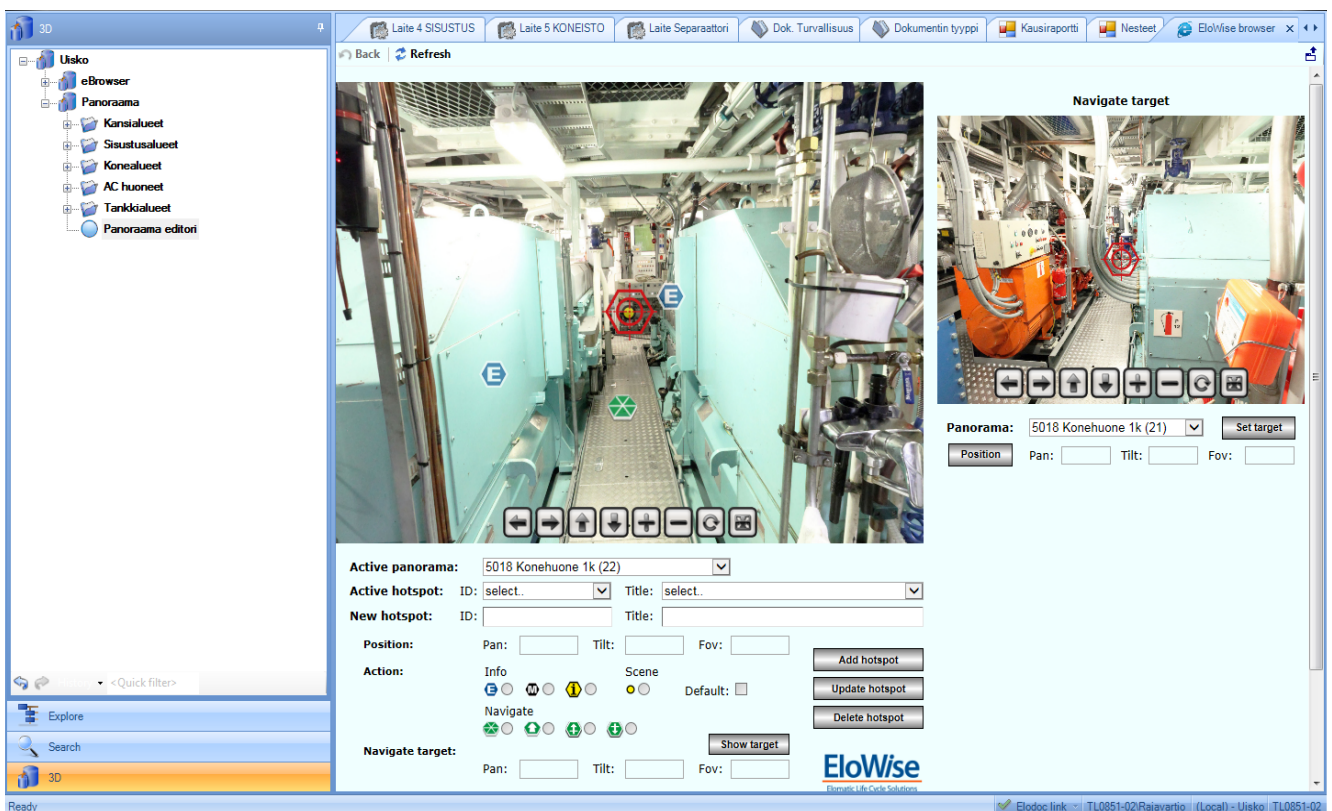 3D
Uisko
eBrowser
Panoraama
Kansialueet
Sisustusalueet
Konealueet
AC huoneet
Tankkialueet
Panoraama editori
<Quick filter>
Explore
Search
3D
Laite 4 SISUSTUS
Laite 5 KONEISTO
Laite Separaattori
Dok. Turvallisuus
Dokumentin tyyppi
Kausiraportti
Nesteet
EloWise browser
Back
Refresh
E
E
Active panorama: 5018 Konehuone 1k (22)
Active hotspot: ID: select.. Title: select..
New hotspot: ID: Title:
Position: Pan: Tilt: Fov:
Action: Info Scene
E M i Default:
Navigate
Navigate target:
Pan: Tilt: Fov:
Add hotspot
Update hotspot
Delete hotspot
Show target
EloWise
Elomatic Life Cycle Solutions
Navigate target
Panorama: 5018 Konehuone 1k (21) Set target
Position Pan: Tilt: Fov:
Ready
Elodoc link
TL0851-02\Rajavartio
(Local) - Uisko
TL0851-02